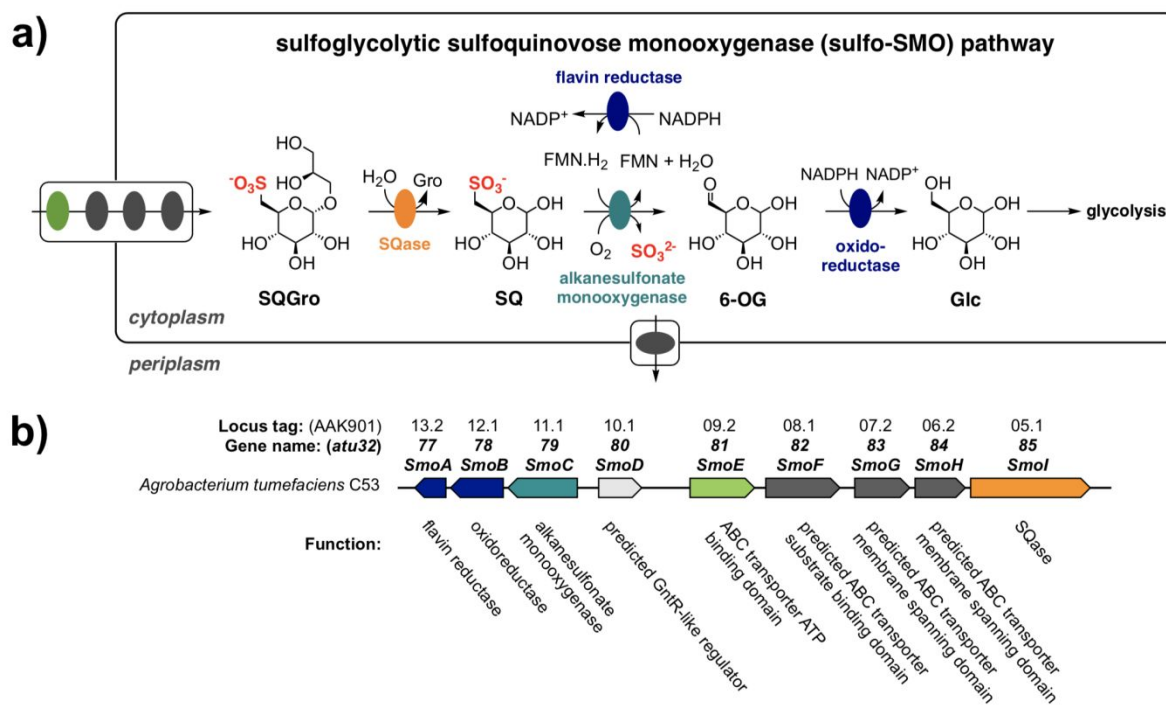 a)
sulfoglycolytic sulfoquinovose monooxygenase (sulfo-SMO) pathway
flavin reductase
NADP+ NADPH
FMN.H2 FMN + H2O
HO
-O3S HO O
O
HO OH
OH
SQGro
H2O Gro
SQase
SO3-
O OH
HO OH
OH
SQ
O2 SO32-
alkanesulfonate
monooxygenase
O
O OH
HO OH
OH
6-OG
NADPH NADP+
oxido-
reductase
HO
O OH
HO OH
OH
Glc
glycolysis
cytoplasm
periplasm
b)
Locus tag: (AAK901) 13.2 12.1 11.1 10.1 09.2 08.1 07.2 06.2 05.1
Gene name: (atu32) 77 78 79 80 81 82 83 84 85
SmoA SmoB SmoC SmoD SmoE SmoF SmoG SmoH SmoI
Agrobacterium tumefaciens C53
Function:
flavin reductase
oxidoreductase
alkanesulfonate
monooxygenase
predicted GntR-like regulator
ABC transporter ATP
binding domain
predicted ABC transporter
substrate binding domain
predicted ABC transporter
membrane spanning domain
predicted ABC transporter
membrane spanning domain
SQase